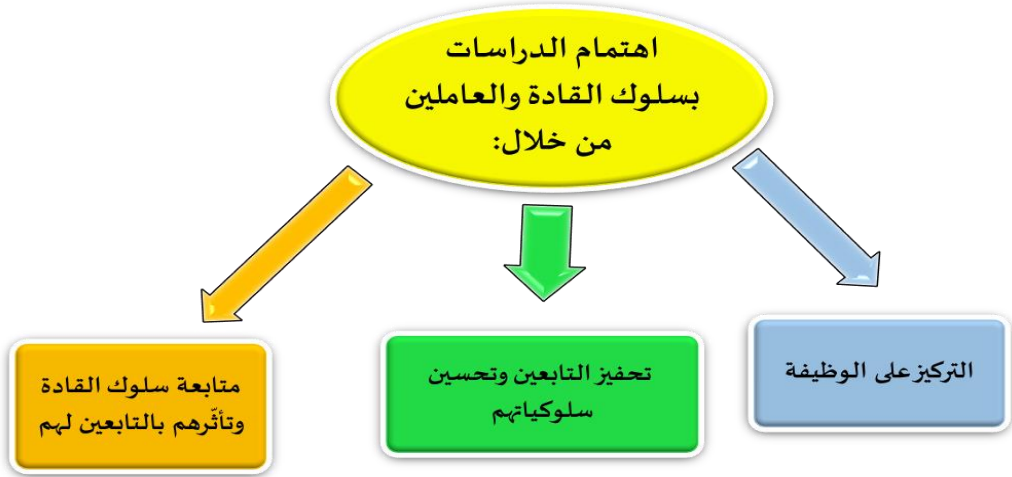 اهتمام الدراسات
بسلوك القادة والعاملين
من خلال:
التركيز على الوظيفة
تحفيز التابعين وتحسين
سلوكياتهم
متابعة سلوك القادة
وتأثّرهم بالتابعين لهم